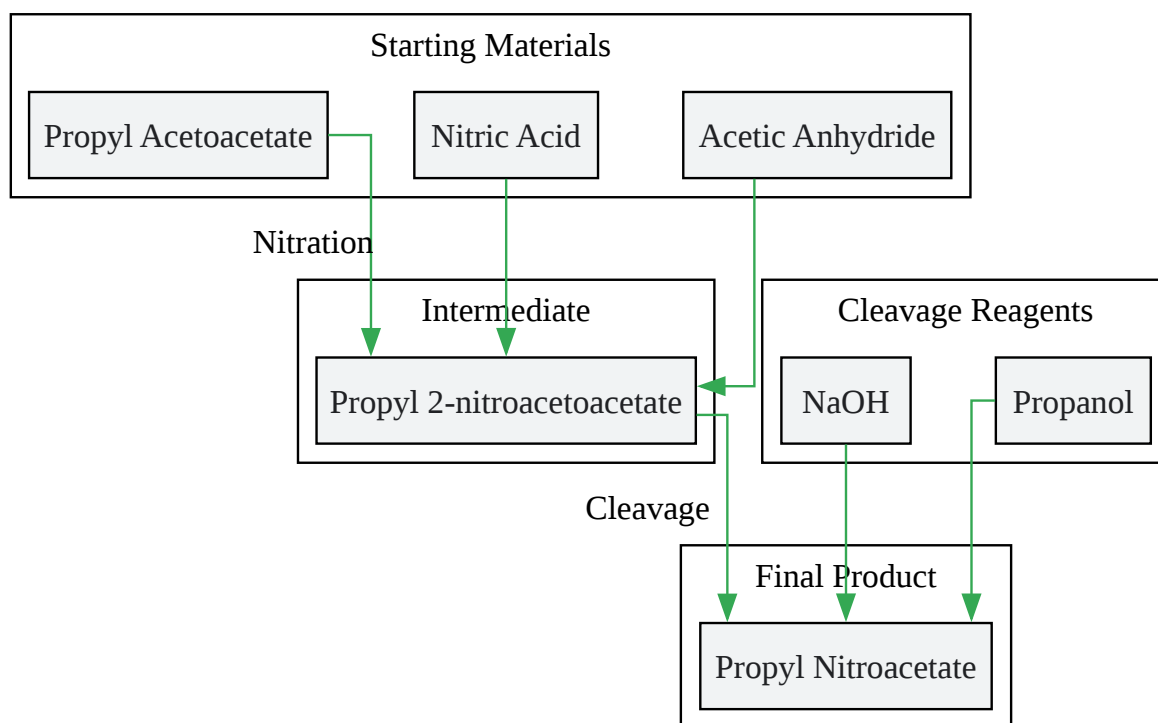 Starting Materials
Propyl Acetoacetate
Nitric Acid
Acetic Anhydride
Nitration
Intermediate
Cleavage Reagents
Propyl 2-nitroacetoacetate
NaOH
Propanol
Cleavage
Final Product
Propyl Nitroacetate